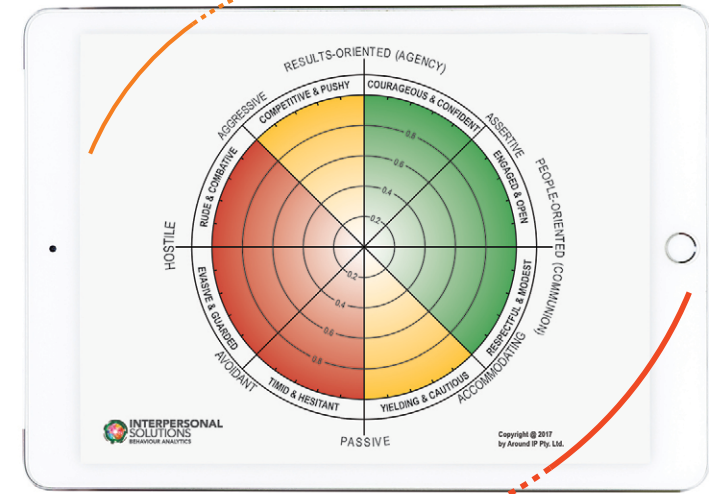 RESULTS-ORIENTED (AGENCY)
COMPETITIVE & PUSHY
COURAGEOUS & CONFIDENT
AGGRESSIVE
ASSERTIVE
RUDE & COMBATIVE
ENGAGED & OPEN
PEOPLE-ORIENTED (COMMUNION)
HOSTILE
0.8
0.6
0.4
0.2
0.2
0.4
0.6
0.8
EVASIVE & GUARDED
RESPECTFUL & MODEST
AVOIDANT
ACCOMMODATING
TIMID & HESITANT
YIELDING & CAUTIOUS
PASSIVE
INTERPERSONAL
SOLUTIONS
BEHAVIOUR ANALYTICS
Copyright @ 2017
by Around IP Pty. Ltd.